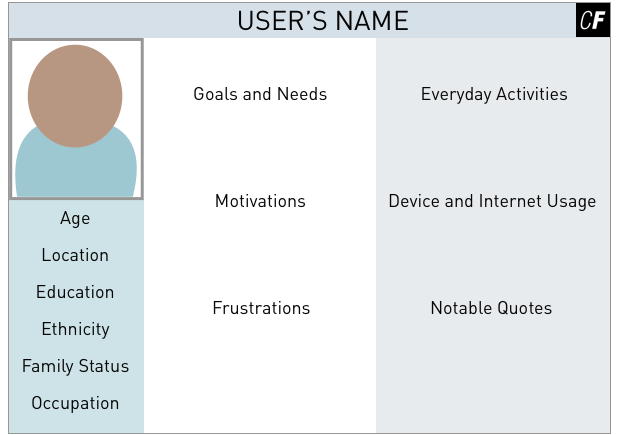 USER'S NAME
CF
Age
Location
Education
Ethnicity
Family Status
Occupation
Goals and Needs
Motivations
Frustrations
Everyday Activities
Device and Internet Usage
Notable Quotes